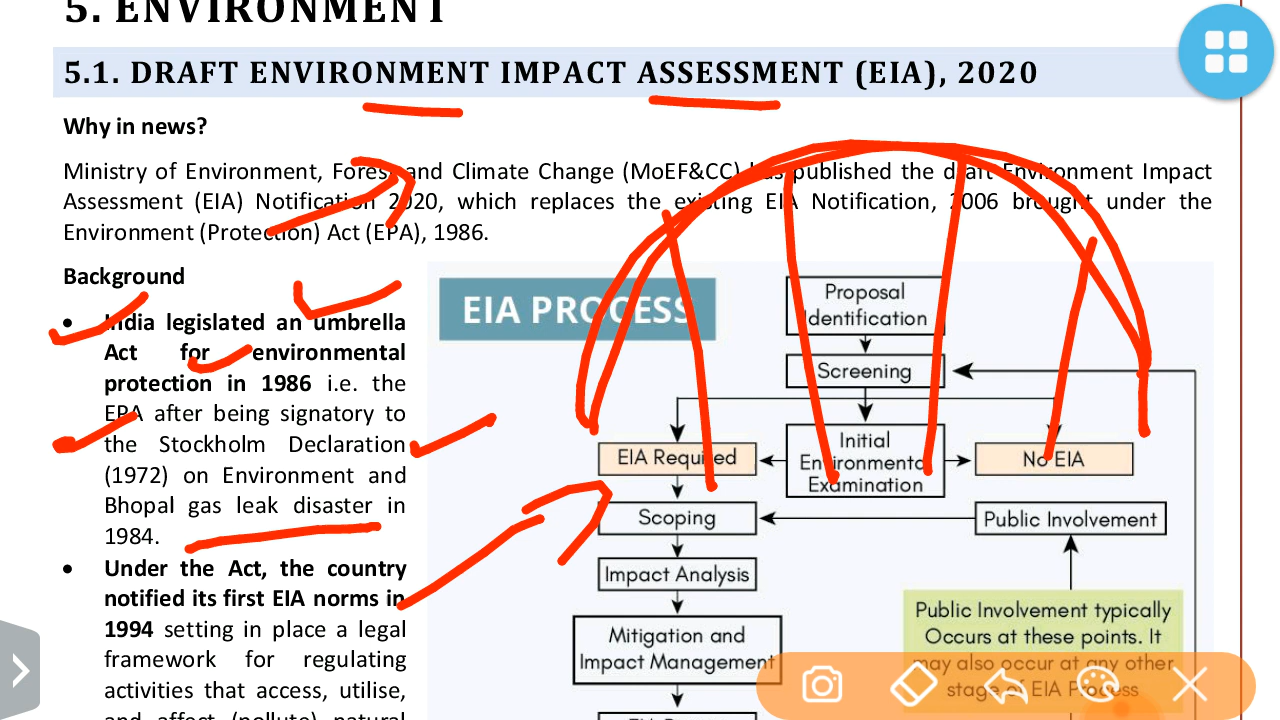 5. ENVIRONMENT
5.1. DRAFT ENVIRONMENT IMPACT ASSESSMENT (EIA), 2020
Why in news?
Ministry of Environment, Forest and Climate Change (MoEF&CC) has published the draft Environment Impact
Assessment (EIA) Notification 2020, which replaces the existing EIA Notification, 2006 brought under the
Environment (Protection) Act (EPA), 1986.
Background
• India legislated an umbrella
Act for environmental
protection in 1986 i.e. the
EPA after being signatory to
the Stockholm Declaration
(1972) on Environment and
Bhopal gas leak disaster in
1984.
• Under the Act, the country
notified its first EIA norms in
1994 setting in place a legal
framework for regulating
activities that access, utilise,
and affect (pollute) natural
EIA PROCESS
Proposal
Identification
Screening
EIA Required
Initial
Environmental
Examination
No EIA
Scoping
Public Involvement
Impact Analysis
Mitigation and
Impact Management
Public Involvement typically
Occurs at these points. It
may also occur at any other
stage of EIA Process